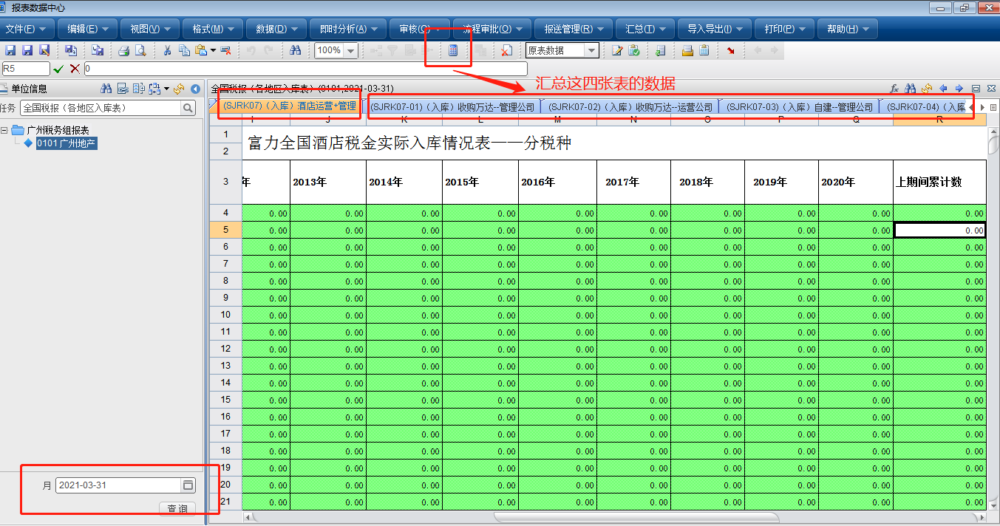 报表数据中心
文件(F) 编辑(E) 视图(V) 格式(M) 数据(D) 即时分析(A) 审核(C) 流程审批(O) 报送管理(R) 汇总(T) 导入导出(I) 打印(P) 帮助(H)
100% 原表数据
R5 0
汇总这四张表的数据
单位信息 全国税报（各地区入库表）(0101,2021-03-31)
任务 全国税报（各地区入库表）
(SJRK07)（入库）酒店运营+管理 (SJRK07-01)（入库）收购万达--管理公司 (SJRK07-02)（入库）收购万达--运营公司 (SJRK07-03)（入库）自建--管理公司 (SJRK07-04)（入库
I J K L M N O P Q R
广州税务组报表
0101 广州地产
1 富力全国酒店税金实际入库情况表——分税种
2
3 年 2013年 2014年 2015年 2016年 2017年 2018年 2019年 2020年 上期间累计数
4 0.00 0.00 0.00 0.00 0.00 0.00 0.00 0.00 0.00 0.00
5 0.00 0.00 0.00 0.00 0.00 0.00 0.00 0.00 0.00 0.00
6 0.00 0.00 0.00 0.00 0.00 0.00 0.00 0.00 0.00 0.00
7 0.00 0.00 0.00 0.00 0.00 0.00 0.00 0.00 0.00 0.00
8 0.00 0.00 0.00 0.00 0.00 0.00 0.00 0.00 0.00 0.00
9 0.00 0.00 0.00 0.00 0.00 0.00 0.00 0.00 0.00 0.00
10 0.00 0.00 0.00 0.00 0.00 0.00 0.00 0.00 0.00 0.00
11 0.00 0.00 0.00 0.00 0.00 0.00 0.00 0.00 0.00 0.00
12 0.00 0.00 0.00 0.00 0.00 0.00 0.00 0.00 0.00 0.00
13 0.00 0.00 0.00 0.00 0.00 0.00 0.00 0.00 0.00 0.00
14 0.00 0.00 0.00 0.00 0.00 0.00 0.00 0.00 0.00 0.00
15 0.00 0.00 0.00 0.00 0.00 0.00 0.00 0.00 0.00 0.00
16 0.00 0.00 0.00 0.00 0.00 0.00 0.00 0.00 0.00 0.00
17 0.00 0.00 0.00 0.00 0.00 0.00 0.00 0.00 0.00 0.00
18 0.00 0.00 0.00 0.00 0.00 0.00 0.00 0.00 0.00 0.00
19 0.00 0.00 0.00 0.00 0.00 0.00 0.00 0.00 0.00 0.00
20 0.00 0.00 0.00 0.00 0.00 0.00 0.00 0.00 0.00 0.00
21 0.00 0.00 0.00 0.00 0.00 0.00 0.00 0.00 0.00 0.00
月 2021-03-31
查询